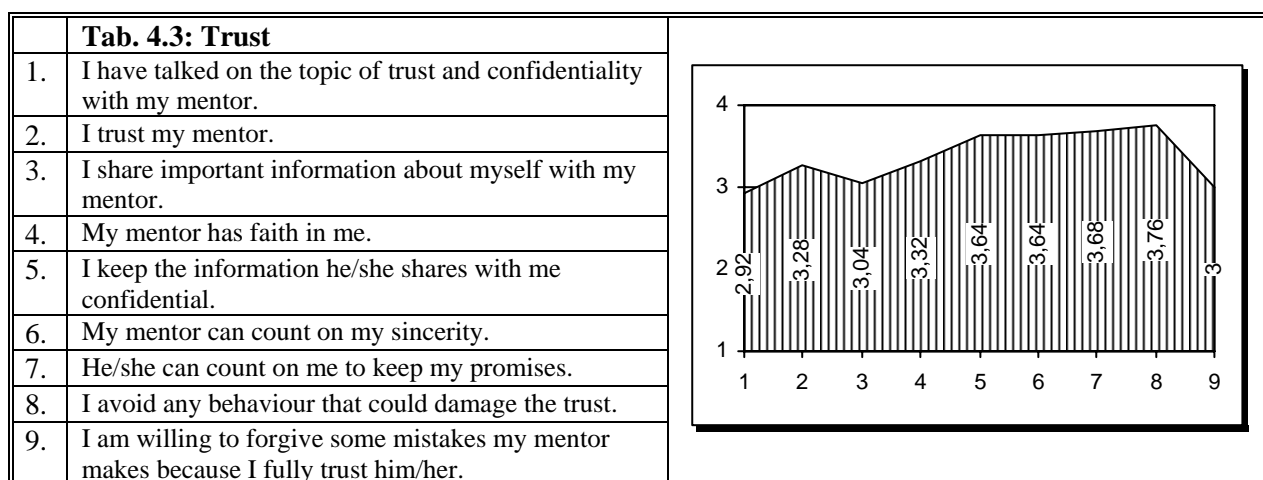 Tab. 4.3: Trust
1. I have talked on the topic of trust and confidentiality
with my mentor.
2. I trust my mentor.
3. I share important information about myself with my
mentor.
4. My mentor has faith in me.
5. I keep the information he/she shares with me
confidential.
6. My mentor can count on my sincerity.
7. He/she can count on me to keep my promises.
8. I avoid any behaviour that could damage the trust.
9. I am willing to forgive some mistakes my mentor
makes because I fully trust him/her.
4
3
2
1
2,92 3,28 3,04 3,32 3,64 3,64 3,68 3,76 3
1 2 3 4 5 6 7 8 9